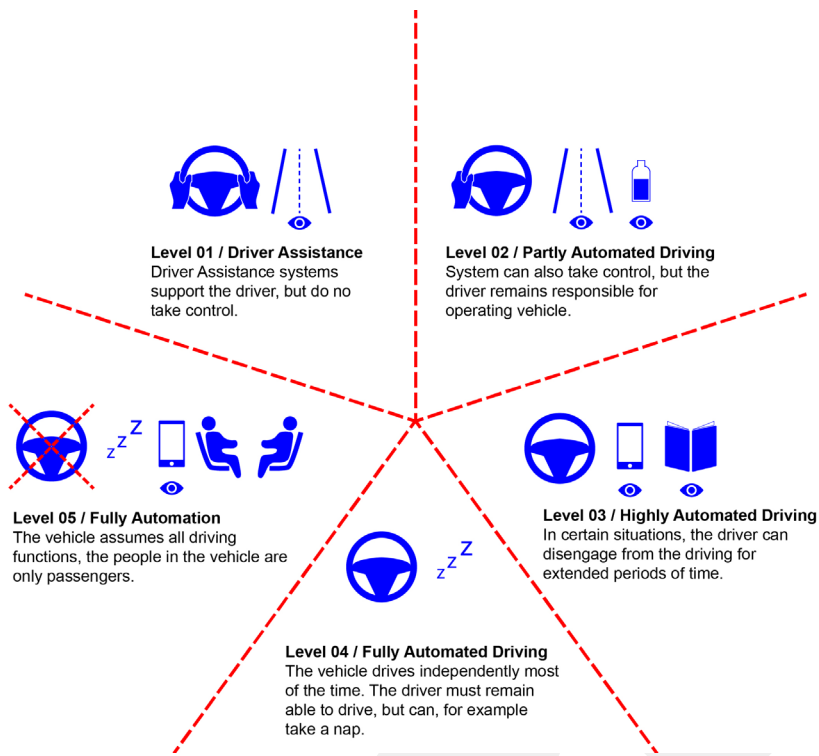 Level 01 / Driver Assistance
Driver Assistance systems
support the driver, but do no
take control.
Level 02 / Partly Automated Driving
System can also take control, but the
driver remains responsible for
operating vehicle.
z
z
Z
Level 05 / Fully Automation
The vehicle assumes all driving
functions, the people in the vehicle are
only passengers.
Level 03 / Highly Automated Driving
In certain situations, the driver can
disengage from the driving for
extended periods of time.
z
z
Z
Level 04 / Fully Automated Driving
The vehicle drives independently most
of the time. The driver must remain
able to drive, but can, for example
take a nap.